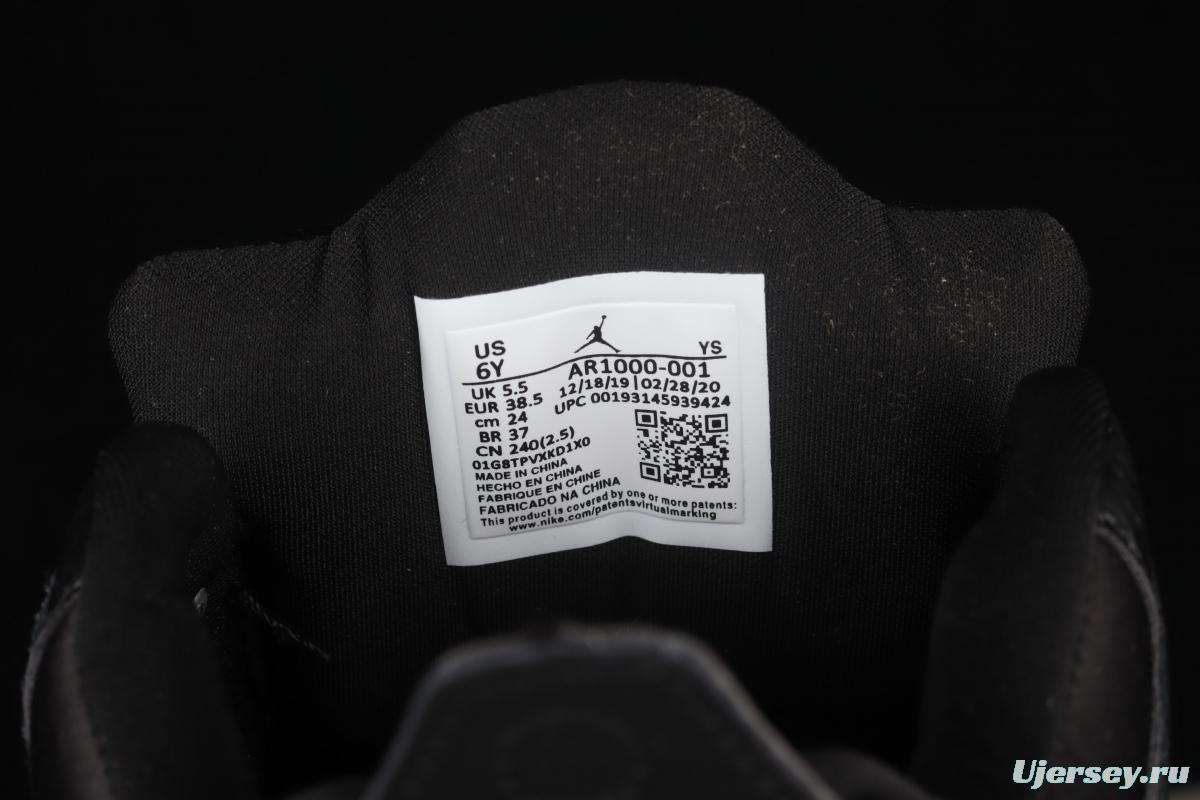 US
6Y
YS
UK 5.5
EUR 38.5
cm 24
BR 37
CN 240(2.5)
AR1000-001
12/18/19|02/28/20
UPC 00193145939424
01G8TPVXKD1X0
MADE IN CHINA
HECHO EN CHINA
FABRIQUE EN CHINE
FABRICADO NA CHINA
This product is covered by one or more patents:
www.nike.com/patentsvirtualmarking
Ujersey.ru